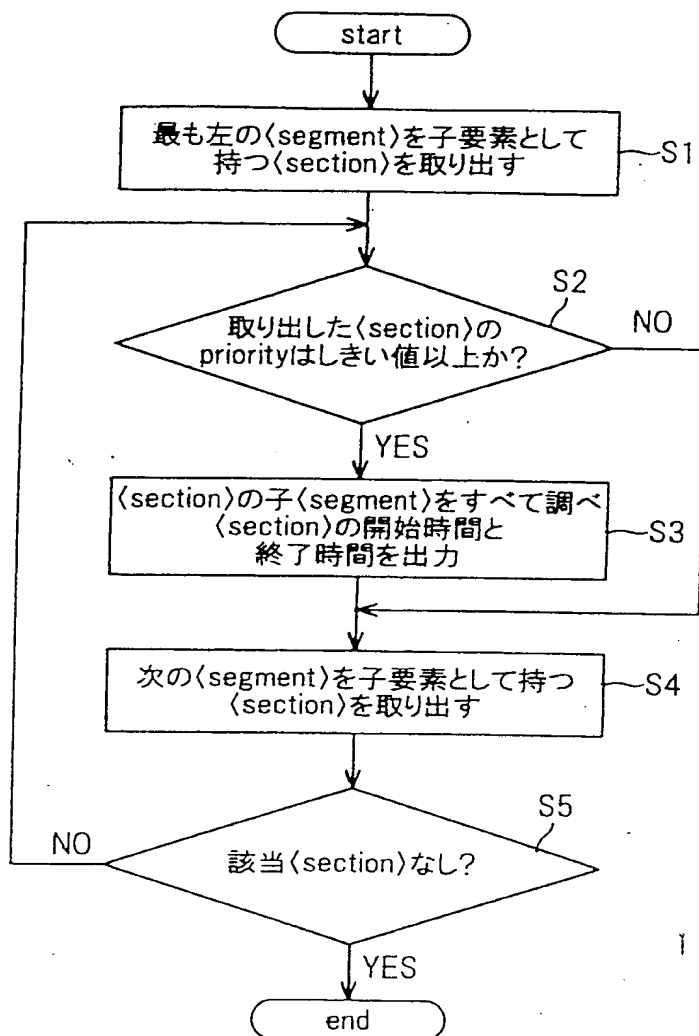 start
最も左の〈segment〉を子要素として
持つ〈section〉を取り出す
S1
S2
取り出した〈section〉の
priorityはしきい値以上か?
NO
YES
〈section〉の子〈segment〉をすべて調べ
〈section〉の開始時間と
終了時間を出力
S3
次の〈segment〉を子要素として持つ
〈section〉を取り出す
S4
S5
NO
該当〈section〉なし?
YES
end